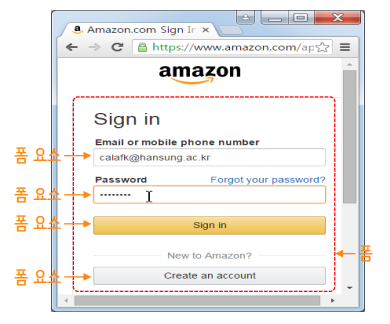 Amazon.com Sign Ir
https://www.amazon.com/ap
amazon
Sign in
Email or mobile phone number
폼 요소
calafk@hansung.ac.kr
Password Forgot your password?
폼 요소
········
폼 요소
Sign in
New to Amazon?
폼
폼 요소
Create an account